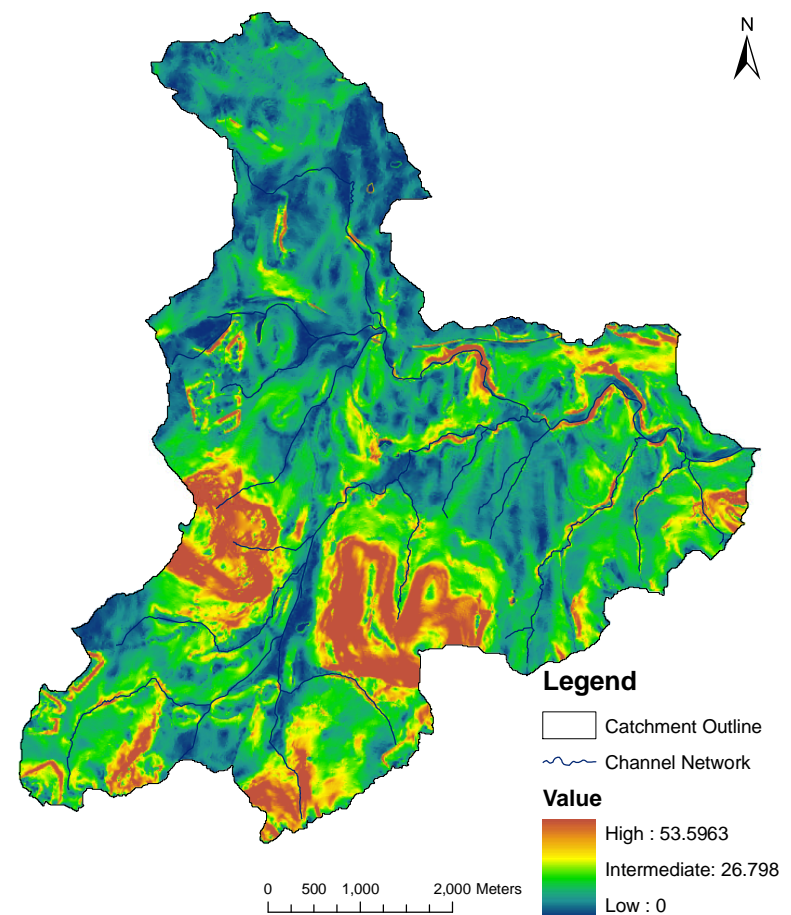 N
Legend
Catchment Outline
Channel Network
Value
High : 53.5963
Intermediate: 26.798
Low : 0
0 500 1,000 2,000 Meters